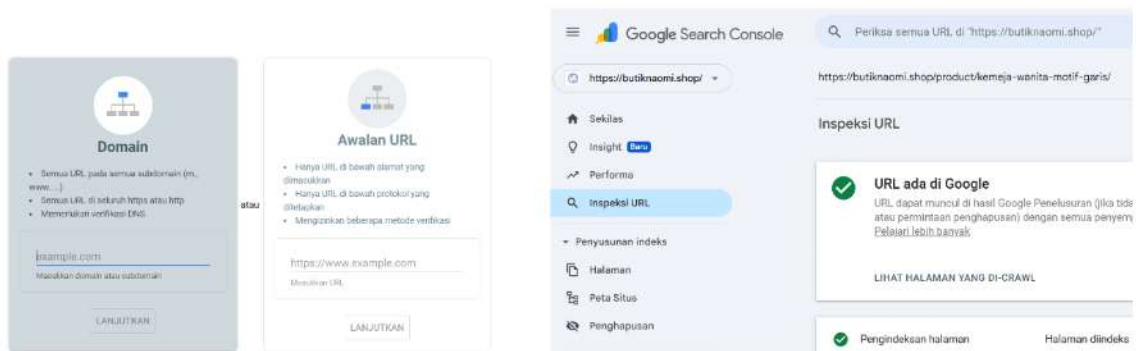 Domain
• Semua URL pada semua subdomain (m., www. ...)
• Semua URL di seluruh https atau http
• Memerlukan verifikasi DNS
example.com
Masukkan domain atau subdomain
LANJUTKAN
atau
Awalan URL
• Hanya URL di bawah alamat yang
dimasukkan
• Hanya URL di bawah protokol yang
ditetapkan
• Mengizinkan beberapa metode verifikasi
https://www.example.com
Masukkan URL
LANJUTKAN
Google Search Console
Periksa semua URL di "https://butiknaomi.shop/"
https://butiknaomi.shop/
https://butiknaomi.shop/product/kemeja-wanita-motif-garis/
Sekilas
Insight Baru
Performa
Inspeksi URL
Penyusunan indeks
Halaman
Peta Situs
Penghapusan
Inspeksi URL
URL ada di Google
URL dapat muncul di hasil Google Penelusuran (jika tida
atau permintaan penghapusan) dengan semua penyem
Pelajari lebih banyak
LIHAT HALAMAN YANG DI-CRAWL
Pengindeksan halaman Halaman diindeks